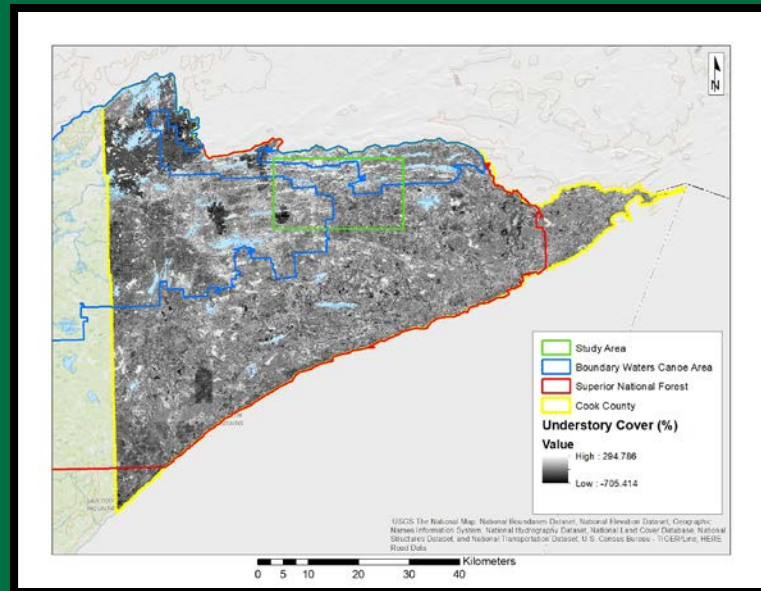 N
Study Area
Boundary Waters Canoe Area
Superior National Forest
Cook County
Understory Cover (%)
Value
High : 294.786
Low : -705.414
USGS The National Map: National Boundaries Dataset, National Elevation Dataset, Geographic
Names Information System, National Hydrography Dataset, National Land Cover Database, National
Structures Dataset, and National Transportation Dataset; U.S. Census Bureau - TIGER/Line; HERE
Road Data
Kilometers
0 5 10 20 30 40